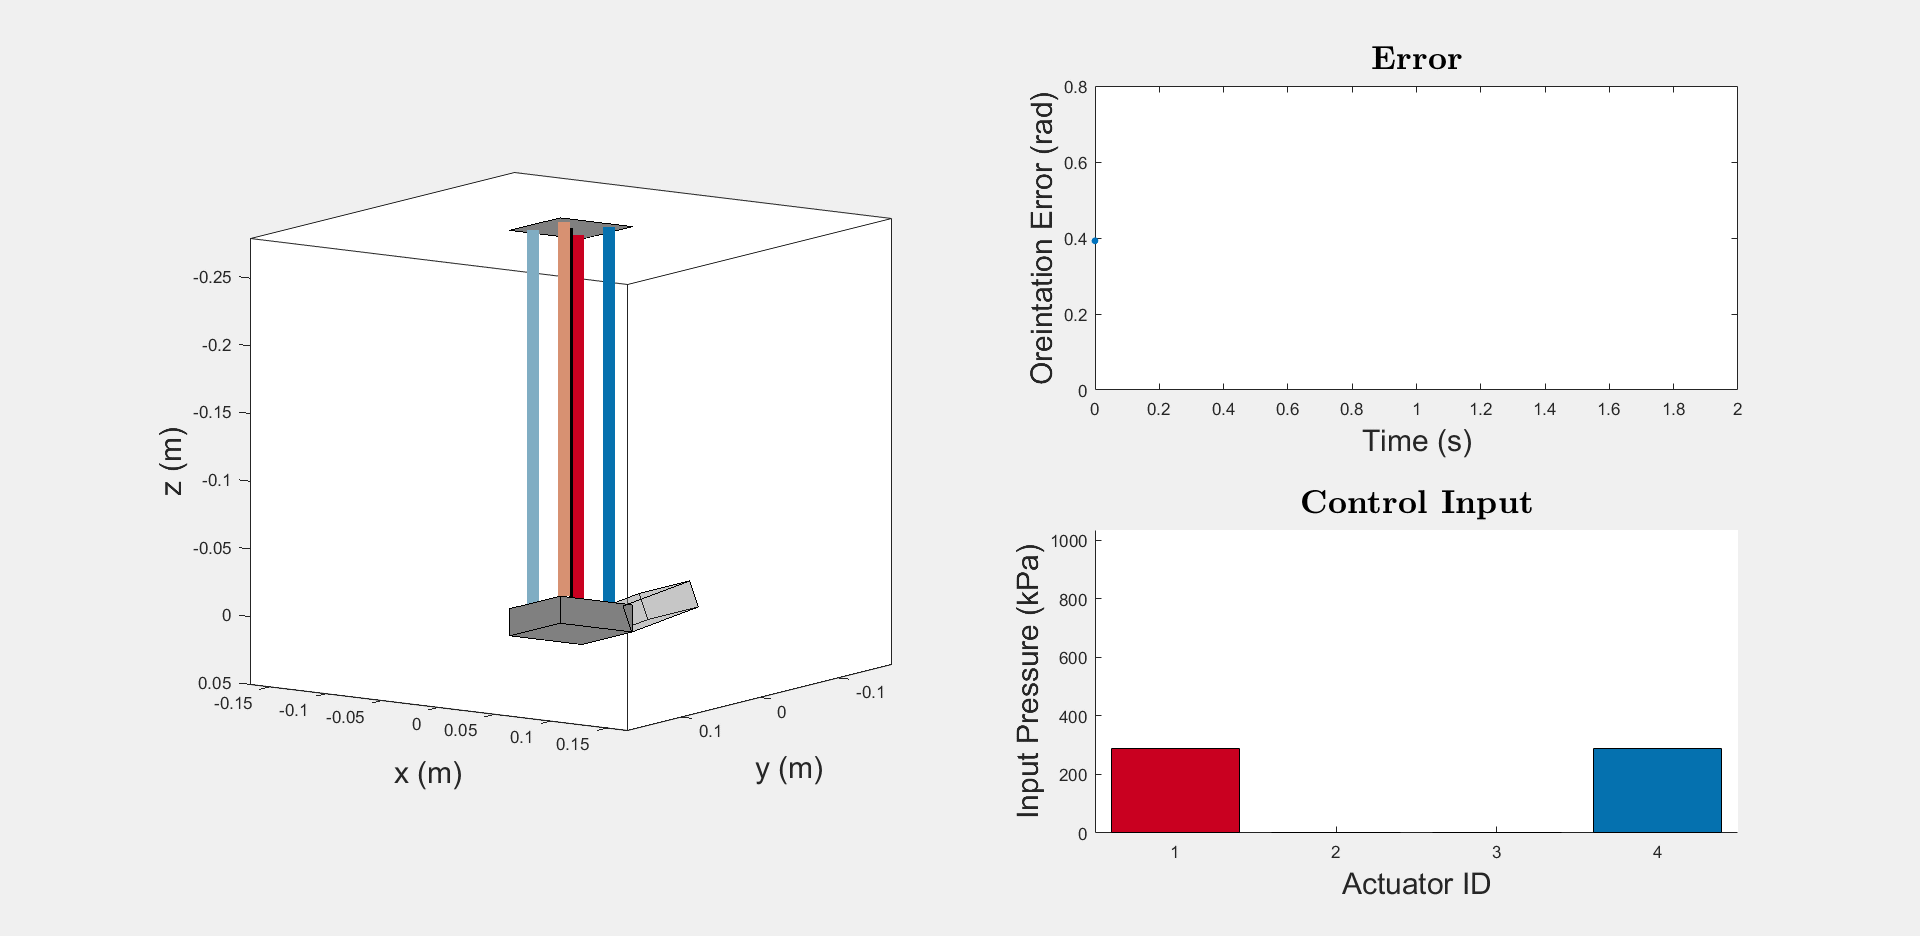 -0.25
-0.2
-0.15
-0.1
-0.05
0
0.05
z (m)
-0.15
-0.1
-0.05
0
0.05
0.1
0.15
x (m)
0.1
0
-0.1
y (m)
Error
0.8
0.6
0.4
0.2
0
Oreintation Error (rad)
0 0.2 0.4 0.6 0.8 1 1.2 1.4 1.6 1.8 2
Time (s)
Control Input
1000
800
600
400
200
0
Input Pressure (kPa)
1 2 3 4
Actuator ID